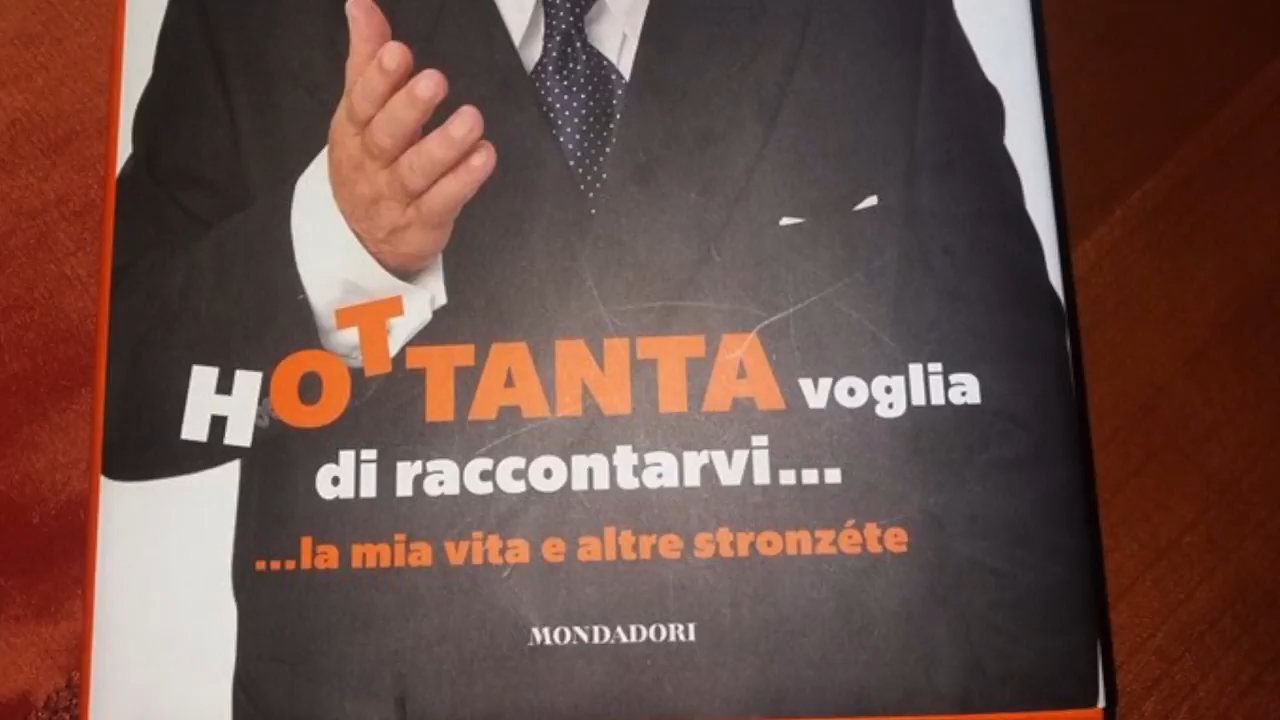 HOTTANTA voglia
di raccontarvi...
...la mia vita e altre stronzéte
MONDADORI